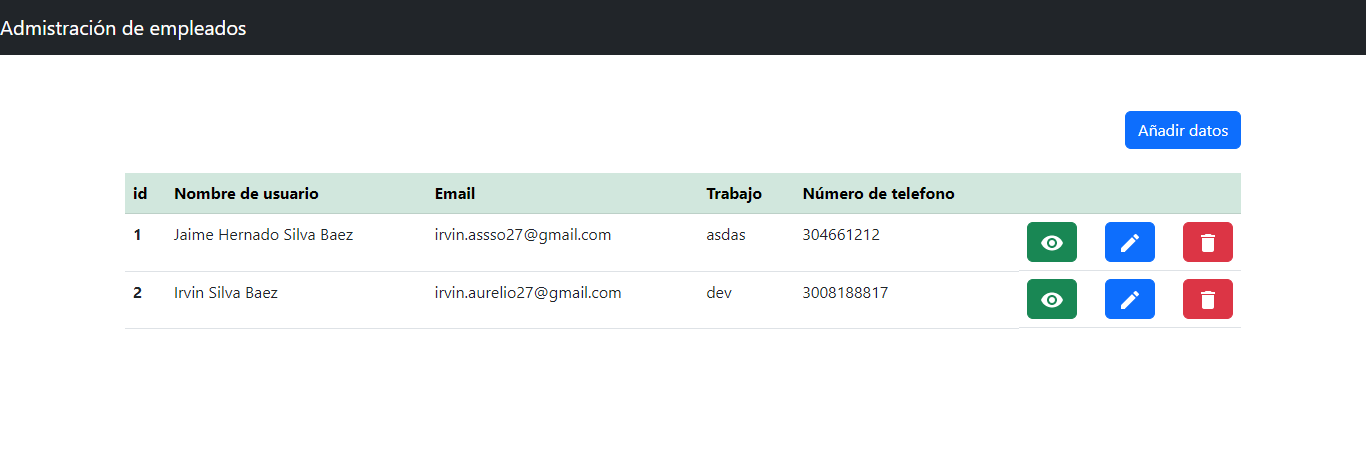 Admistración de empleados
Añadir datos
id Nombre de usuario Email Trabajo Número de telefono
1 Jaime Hernado Silva Baez irvin.assso27@gmail.com asdas 304661212
2 Irvin Silva Baez irvin.aurelio27@gmail.com dev 3008188817